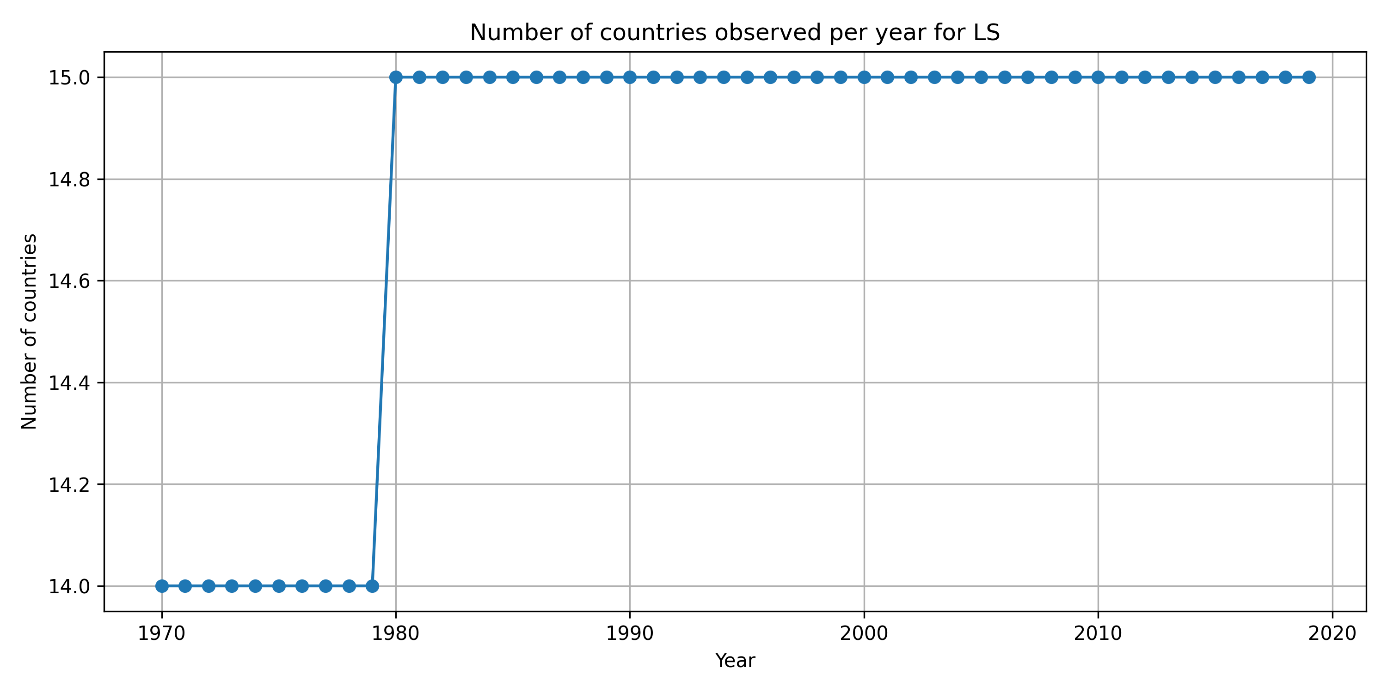 Number of countries observed per year for LS
15.0
14.8
14.6
14.4
14.2
14.0
Number of countries
1970 1980 1990 2000 2010 2020
Year